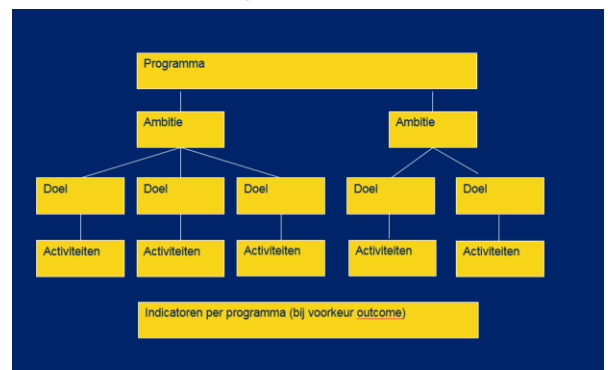 Programma
Ambitie
Ambitie
Doel
Doel
Doel
Doel
Doel
Activiteiten
Activiteiten
Activiteiten
Activiteiten
Activiteiten
Indicatoren per programma (bij voorkeur outcome)